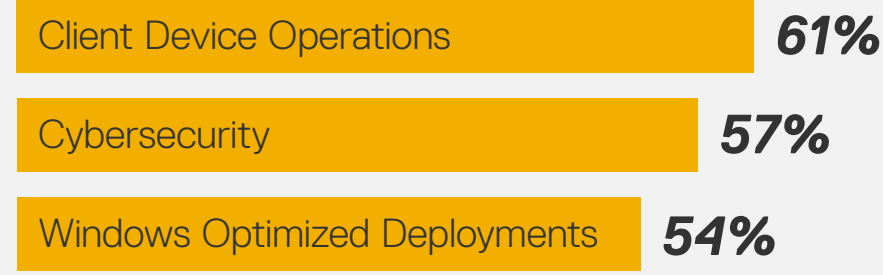 Client Device Operations 61%
Cybersecurity 57%
Windows Optimized Deployments 54%